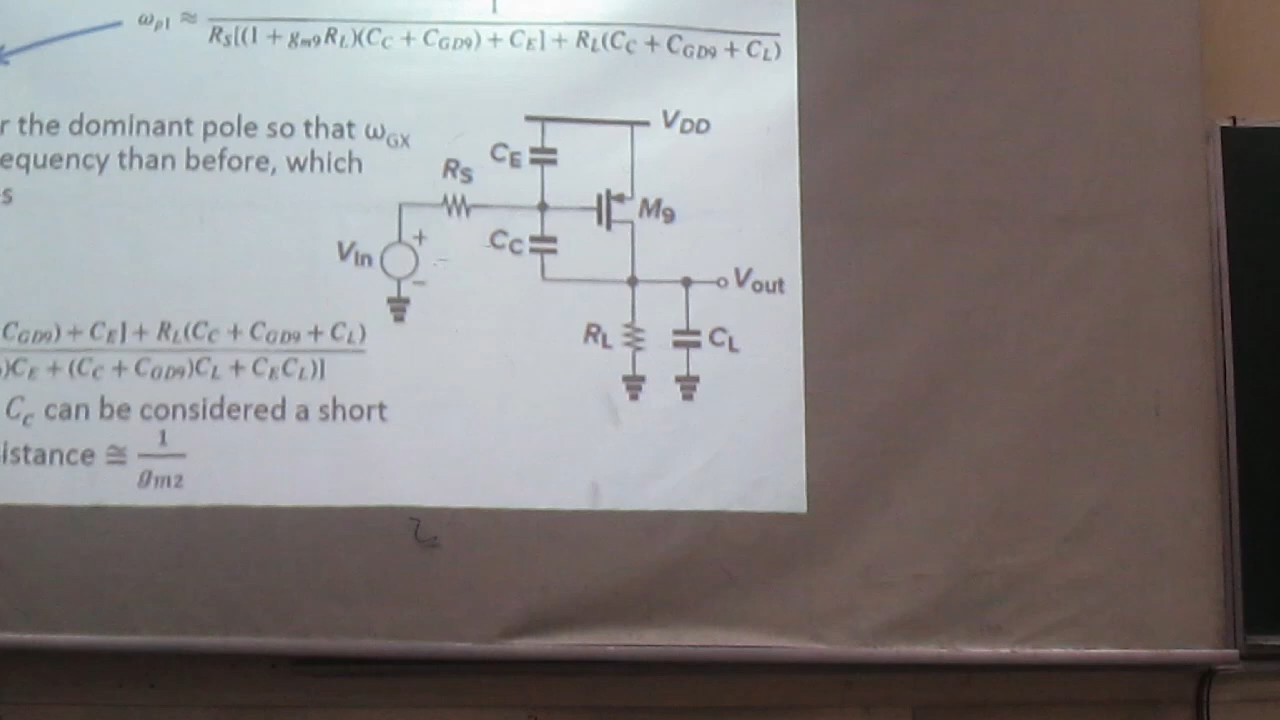 ω_p1 ≈ 1 / R_S[(1 + g_m9 R_L)(C_C + C_GD9) + C_E] + R_L(C_C + C_GD9 + C_L)
r the dominant pole so that ω_GX
equency than before, which
s
V_DD
C_E
R_S
M_9
C_C
V_in
+
−
V_out
R_L
C_L
C_GD9) + C_E] + R_L(C_C + C_GD9 + C_L)
)C_E + (C_C + C_GD9)C_L + C_E C_L)]
C_c can be considered a short
istance ≅ 1 / g_m2